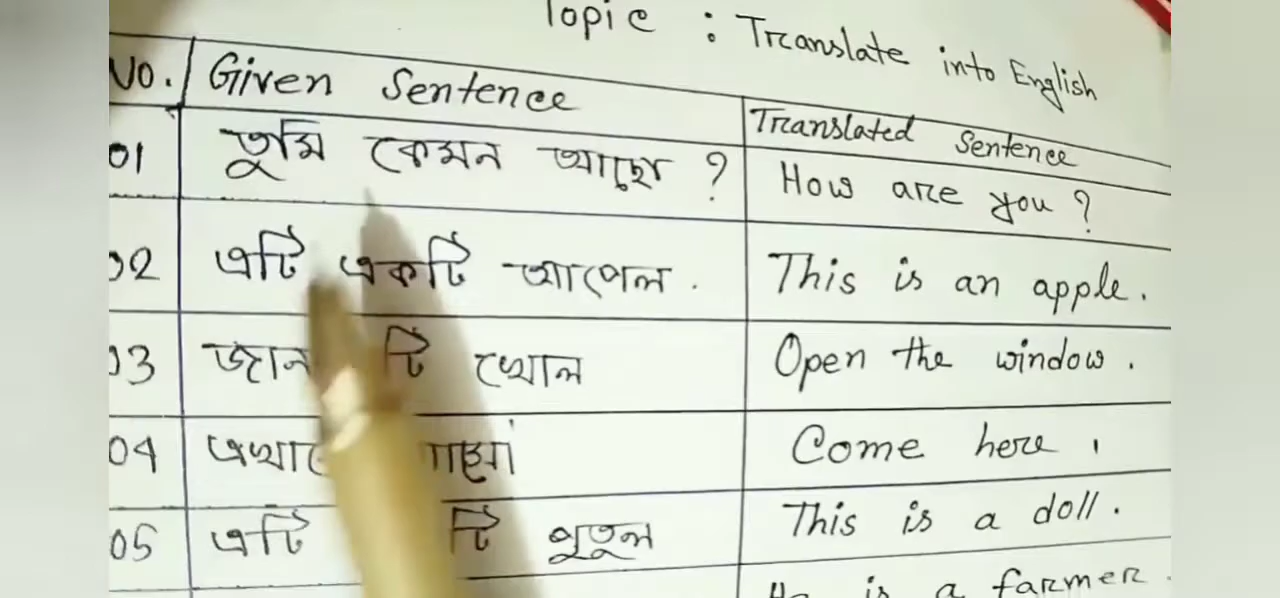 Topic : Translate into English
No. Given Sentence Translated Sentence
01 তুমি কেমন আছো ? How are you ?
02 এটি একটি আপেল . This is an apple .
03 টি খোল Open the window .
04 Come here .
05 এটি পুতুল This is a doll .
is a farmer .